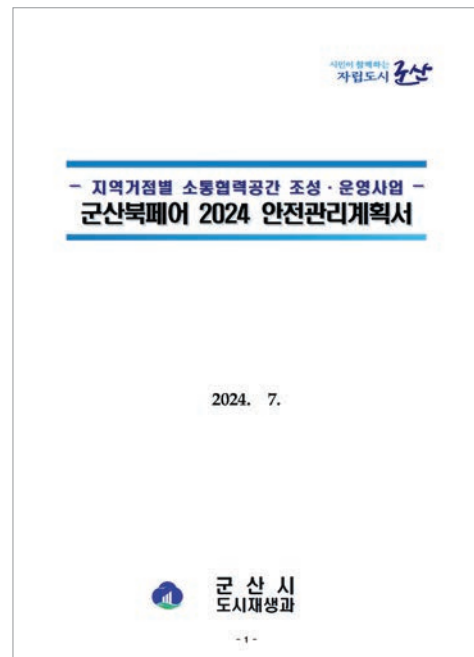 시민이 함께하는
자립도시 군산
- 지역거점별 소통협력공간 조성·운영사업 -
군산북페어 2024 안전관리계획서
2024. 7.
군 산 시
도시재생과
- 1 -